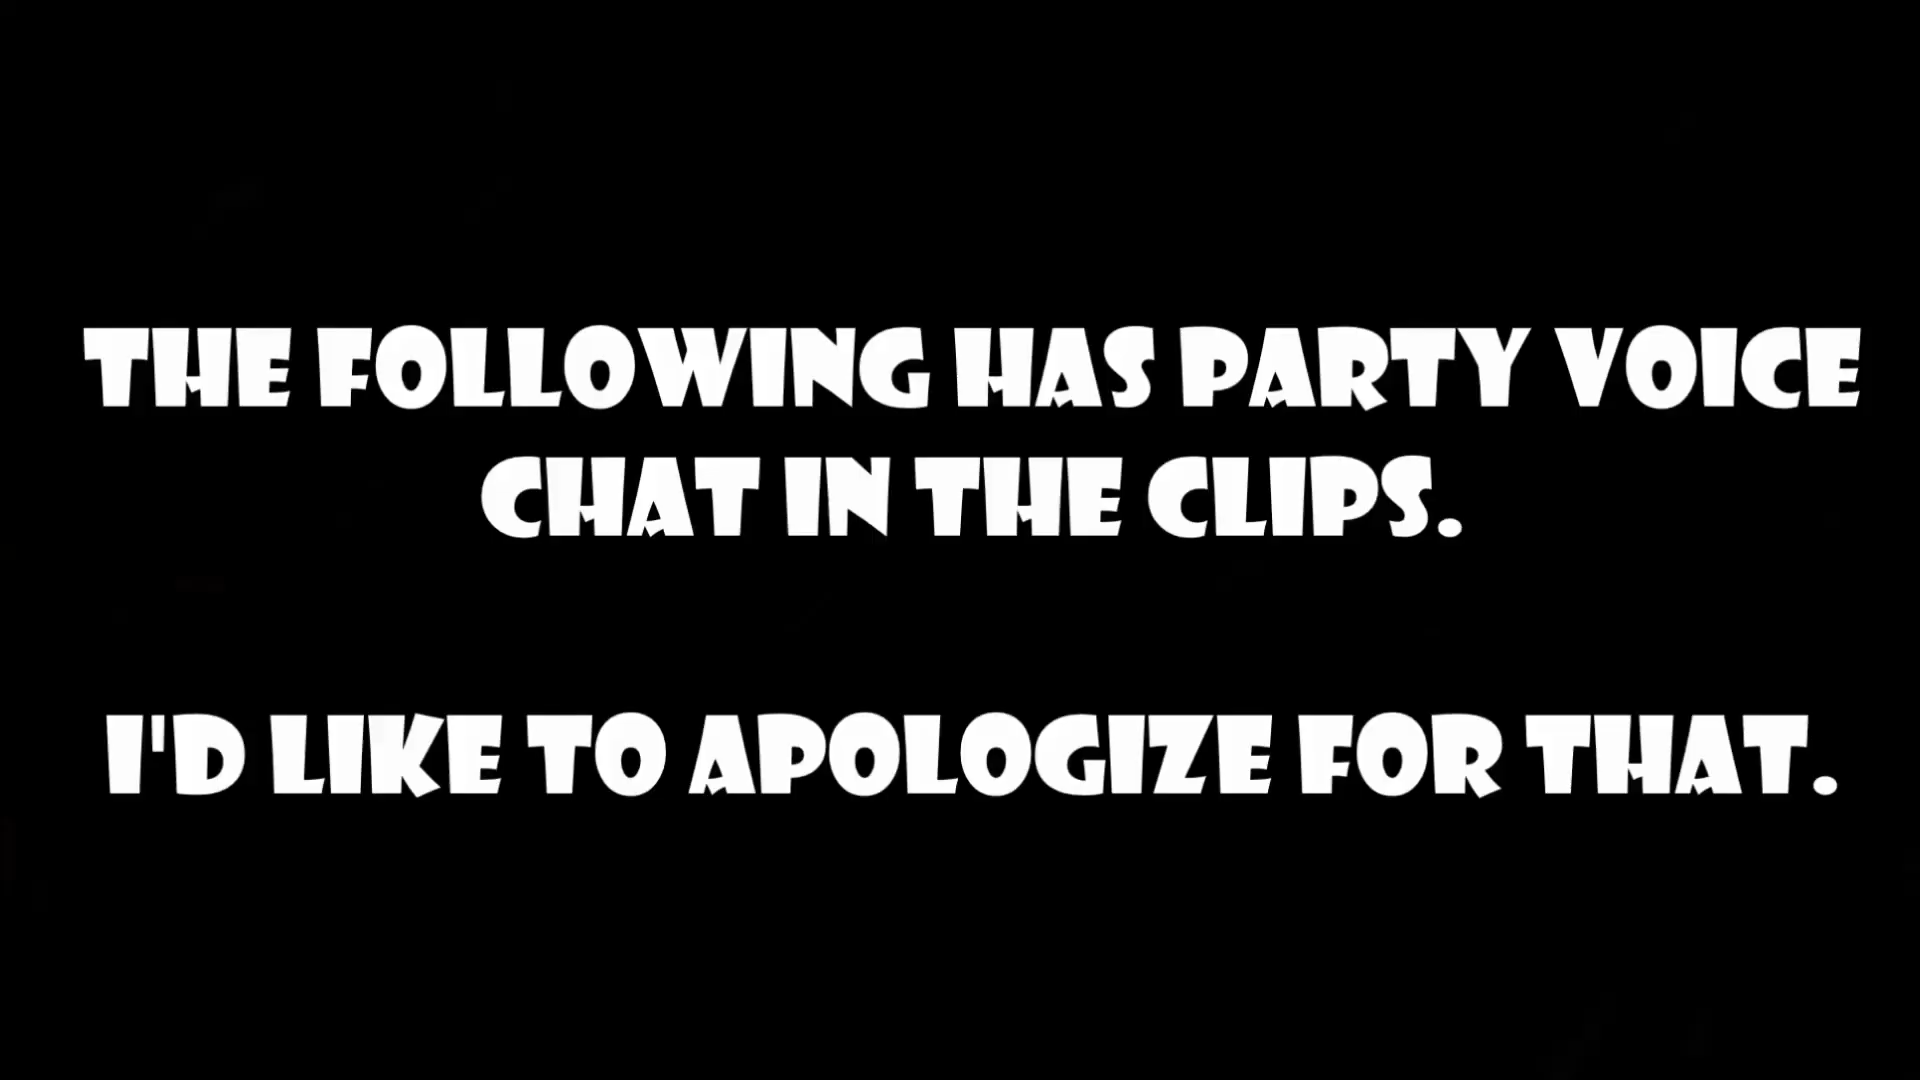 THE FOLLOWING HAS PARTY VOICE
CHAT IN THE CLIPS.
I'D LIKE TO APOLOGIZE FOR THAT.